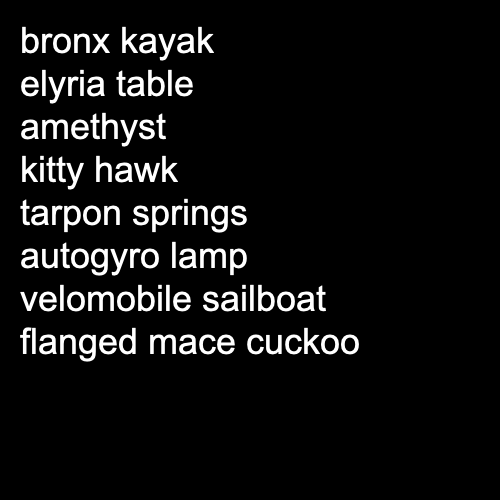 bronx kayak
elyria table
amethyst
kitty hawk
tarpon springs
autogyro lamp
velomobile sailboat
flanged mace cuckoo